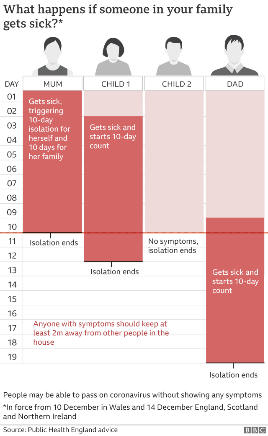 What happens if someone in your family
gets sick?*
DAY
MUM
CHILD 1
CHILD 2
DAD
01
02
03
04
05
06
07
08
09
10
11
12
13
14
15
16
17
18
19
Gets sick,
triggering
10-day
isolation for
herself and
10 days for
her family
Gets sick and
starts 10-day
count
Isolation ends
Isolation ends
No symptoms,
isolation ends
Gets sick and
starts 10-day
count
Anyone with symptoms should keep at
least 2m away from other people in the
house
Isolation ends
People may be able to pass on coronavirus without showing any symptoms
*In force from 10 December in Wales and 14 December England, Scotland
and Northern Ireland
Source: Public Health England advice
BBC